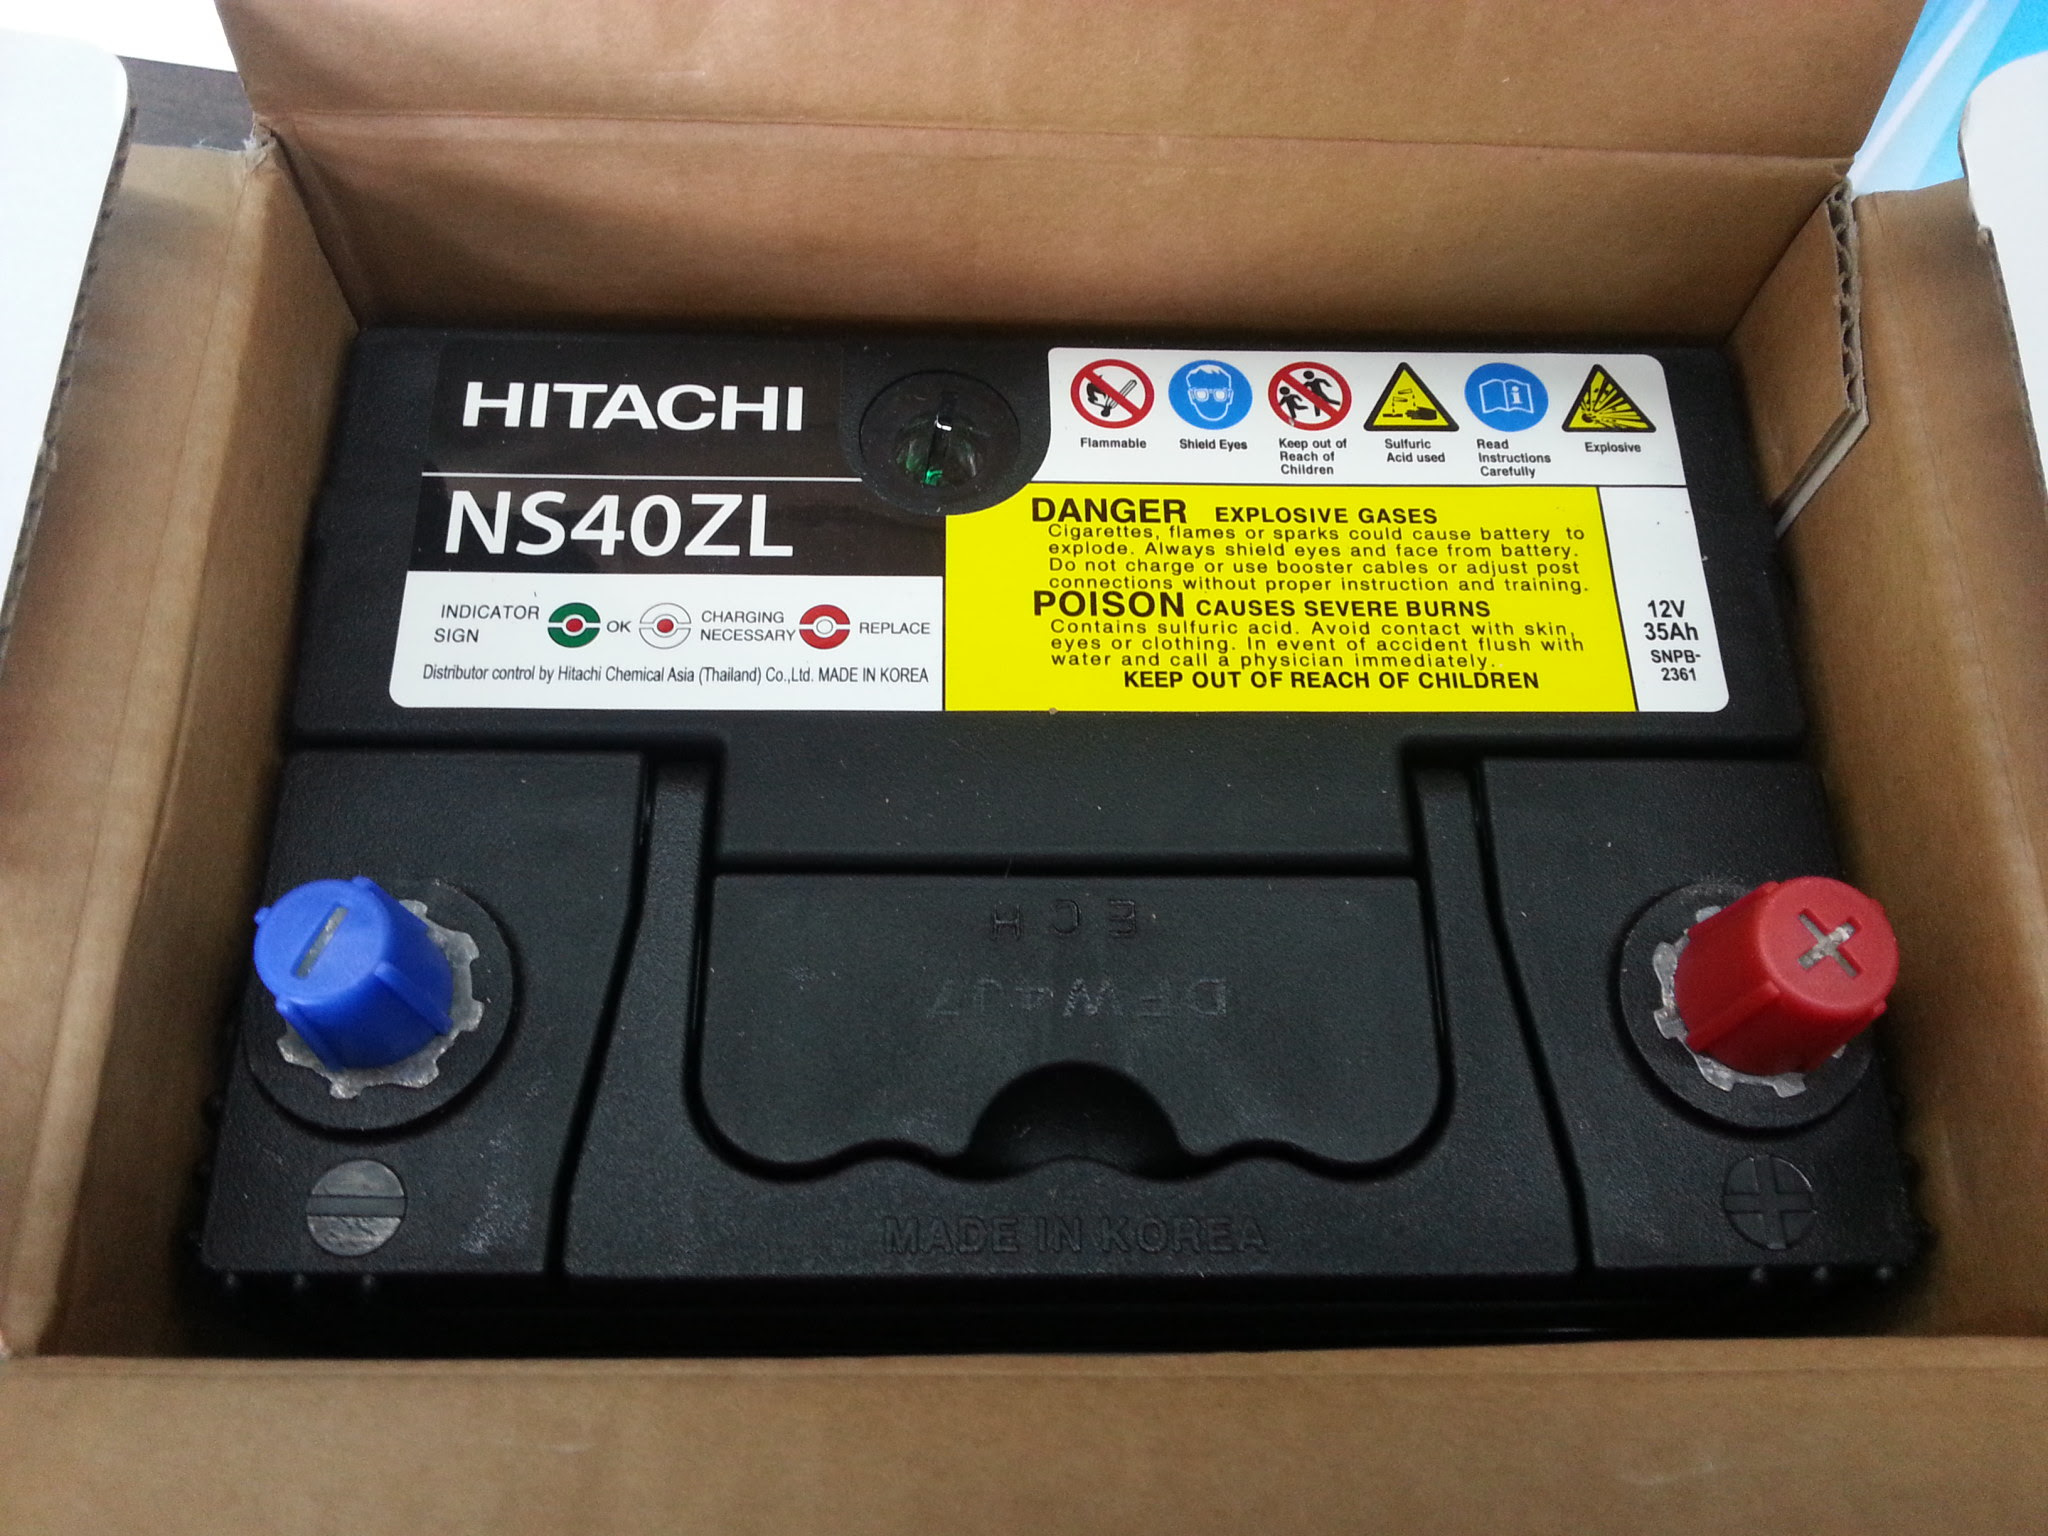 HITACHI
NS40ZL
INDICATOR SIGN
OK
CHARGING NECESSARY
REPLACE
Distributor control by Hitachi Chemical Asia (Thailand) Co.,Ltd. MADE IN KOREA
Flammable
Shield Eyes
Keep out of
Reach of
Children
Sulfuric
Acid used
Read
Instructions
Carefully
Explosive
DANGER EXPLOSIVE GASES
Cigarettes, flames or sparks could cause battery to
explode. Always shield eyes and face from battery.
Do not charge or use booster cables or adjust post
connections without proper instruction and training.
POISON CAUSES SEVERE BURNS
Contains sulfuric acid. Avoid contact with skin,
eyes or clothing. In event of accident flush with
water and call a physician immediately.
KEEP OUT OF REACH OF CHILDREN
12V
35Ah
SNPB-
2361
ECH
DFW4J7
MADE IN KOREA